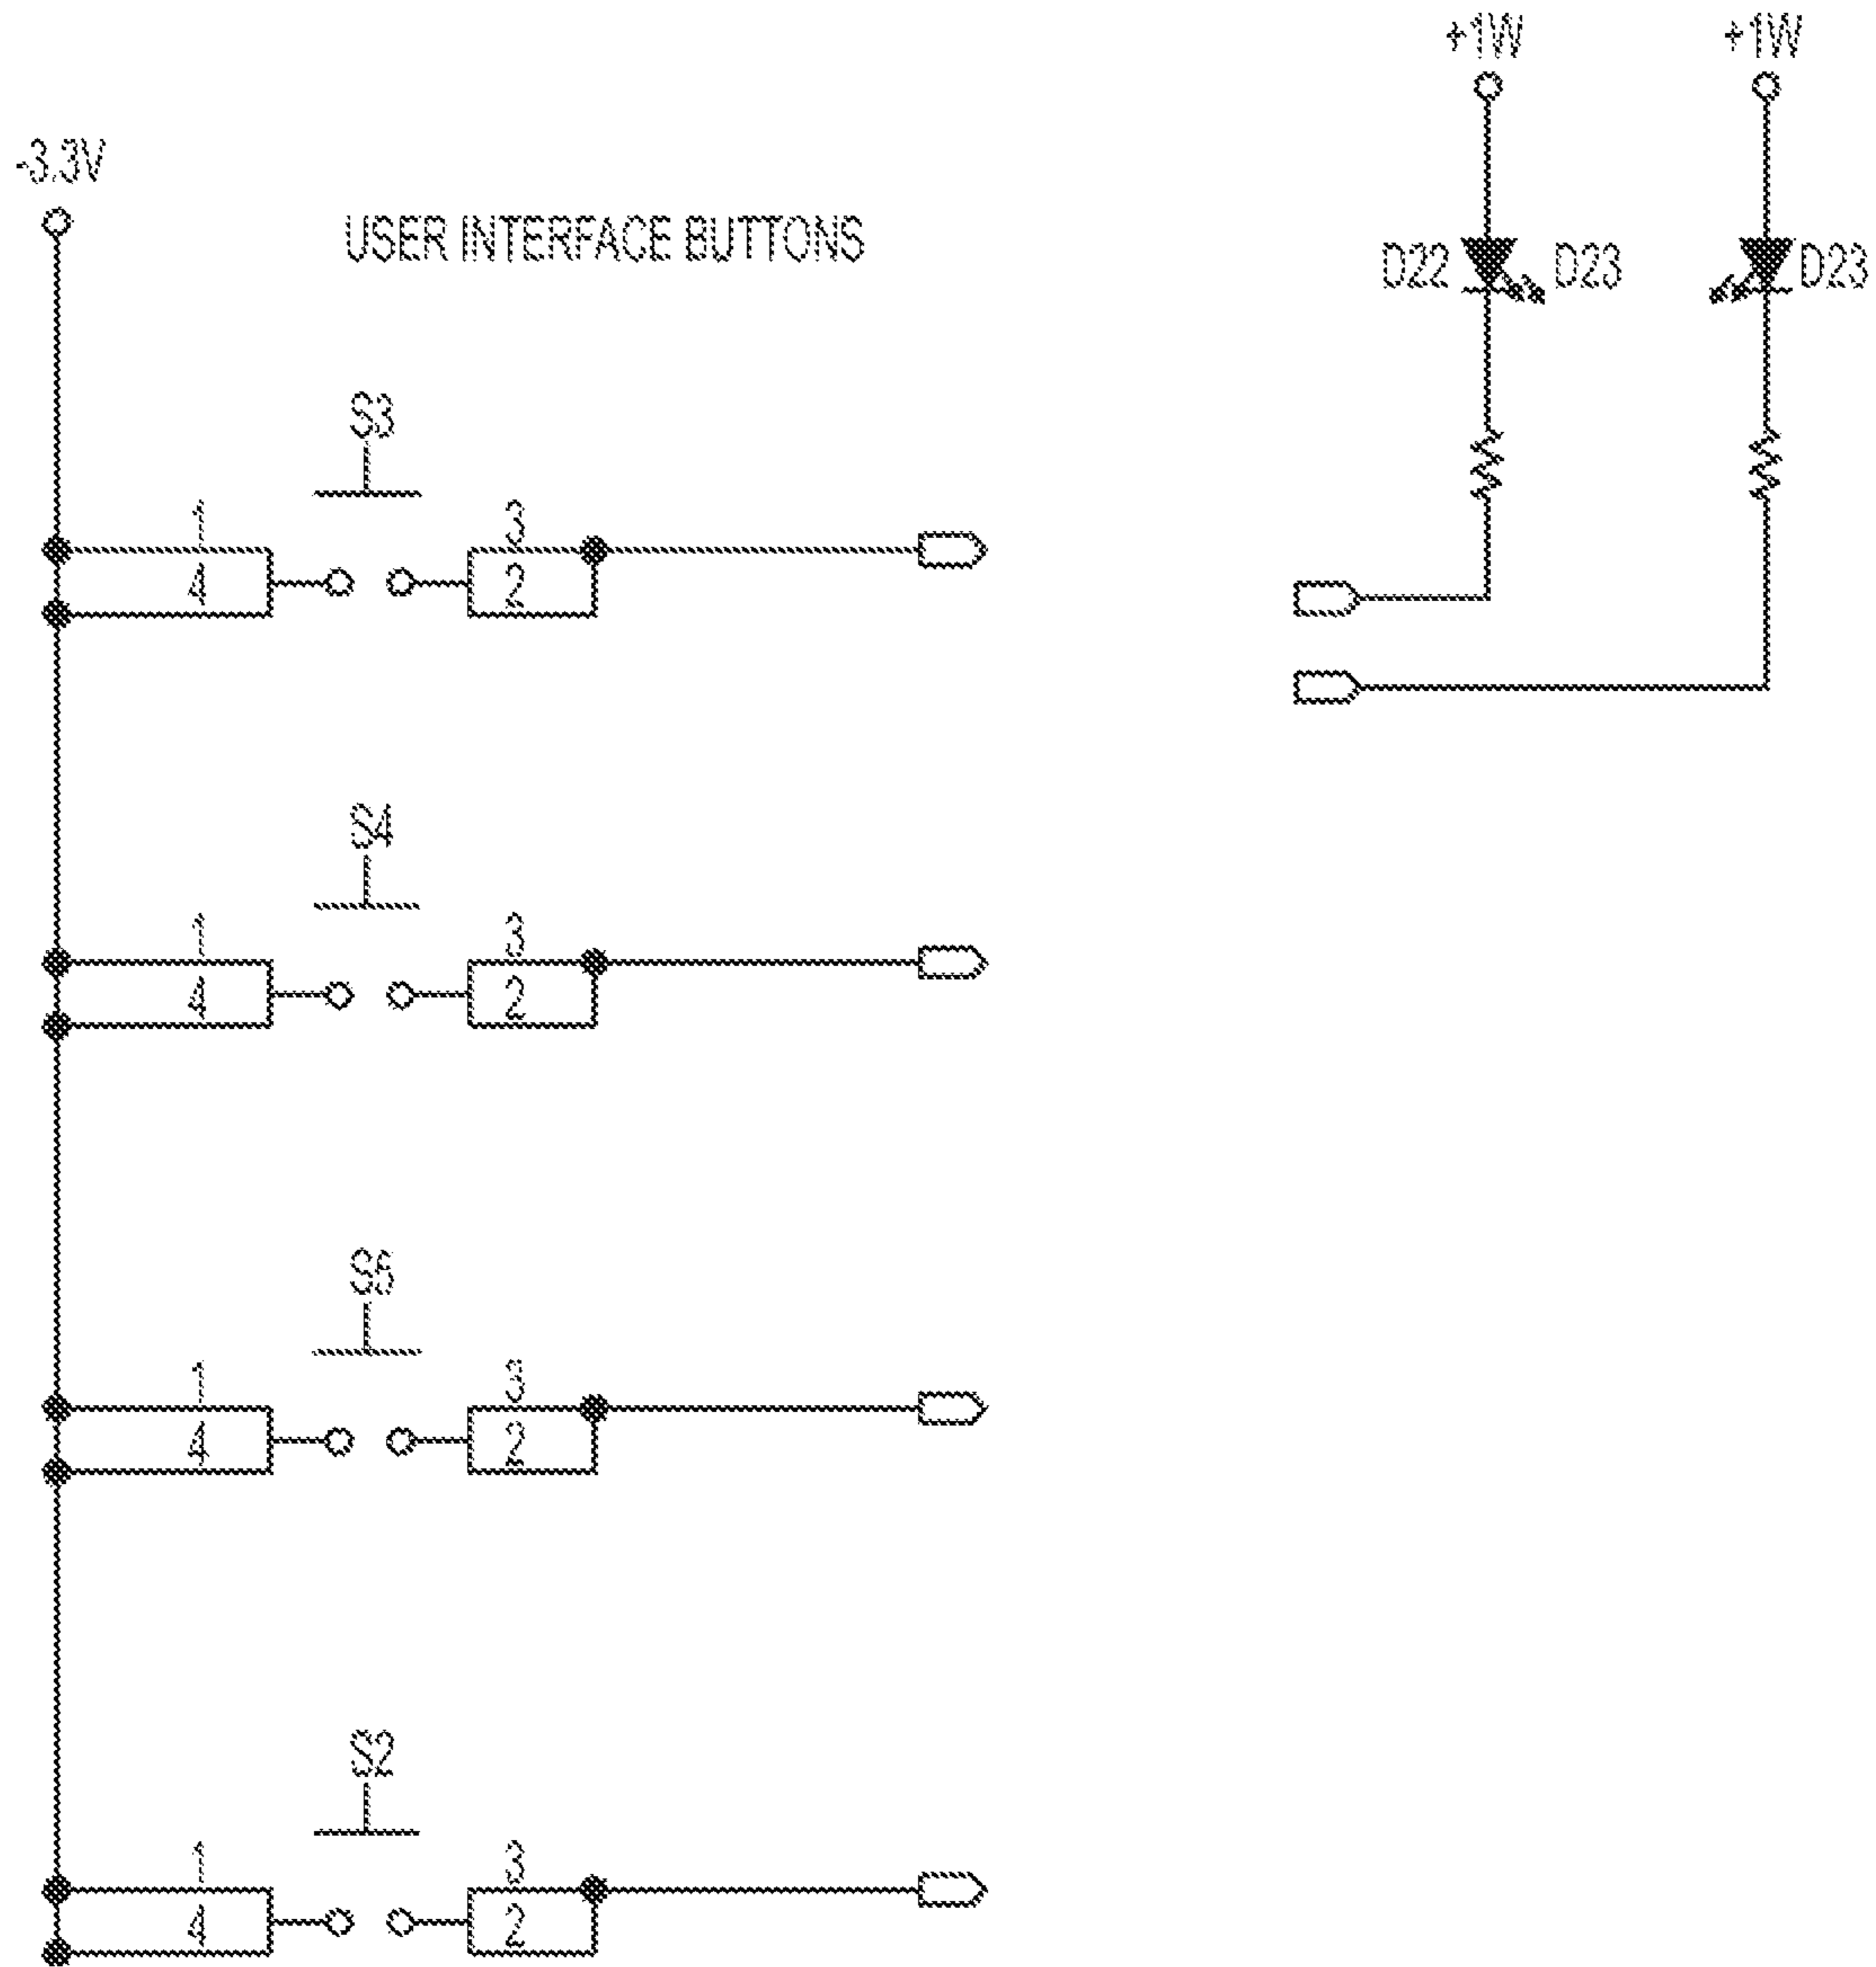 +1W +1W
-3.3V
USER INTERFACE BUTTONS
D22 D23 D23
S3
1 3
4 2
S4
1 3
4 2
S5
1 3
4 2
S2
1 3
4 2